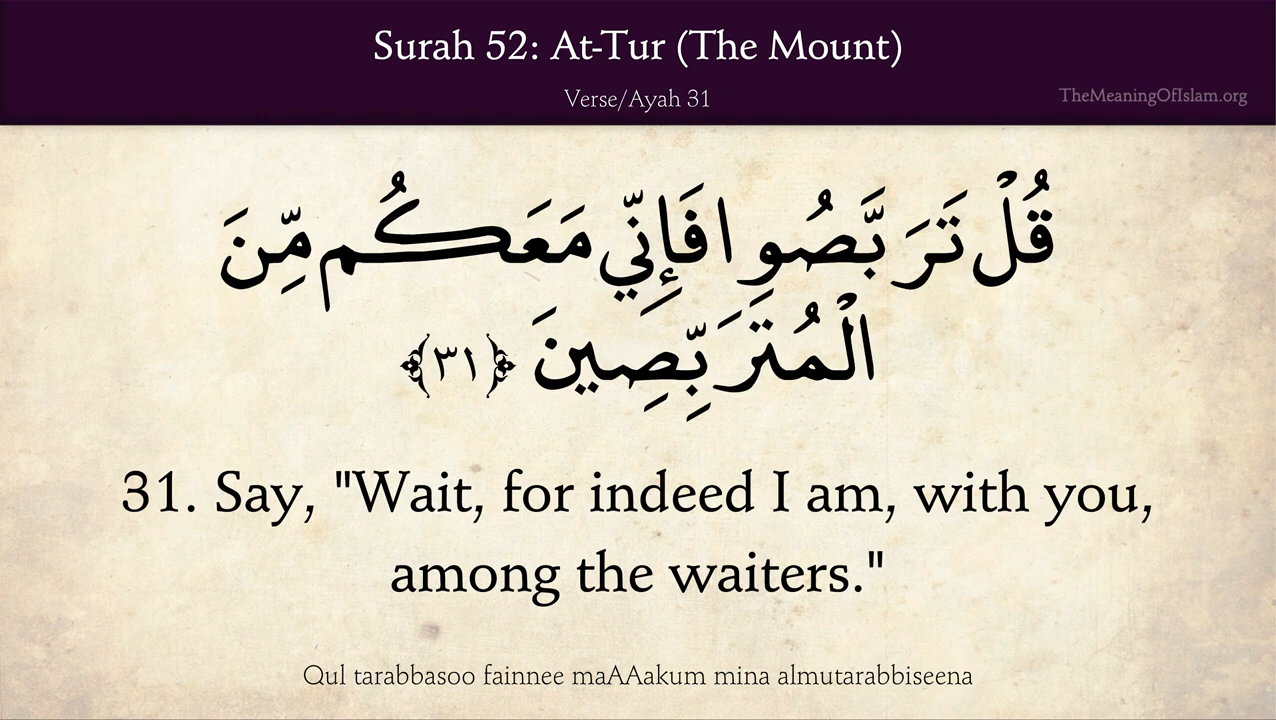 Surah 52: At-Tur (The Mount)
Verse/Ayah 31
TheMeaningOfIslam.org
قُلْ تَرَبَّصُوا فَإِنِّي مَعَكُم مِّنَ
الْمُتَرَبِّصِينَ ﴿٣١﴾
31. Say, "Wait, for indeed I am, with you,
among the waiters."
Qul tarabbasoo fainnee maAAakum mina almutarabbiseena